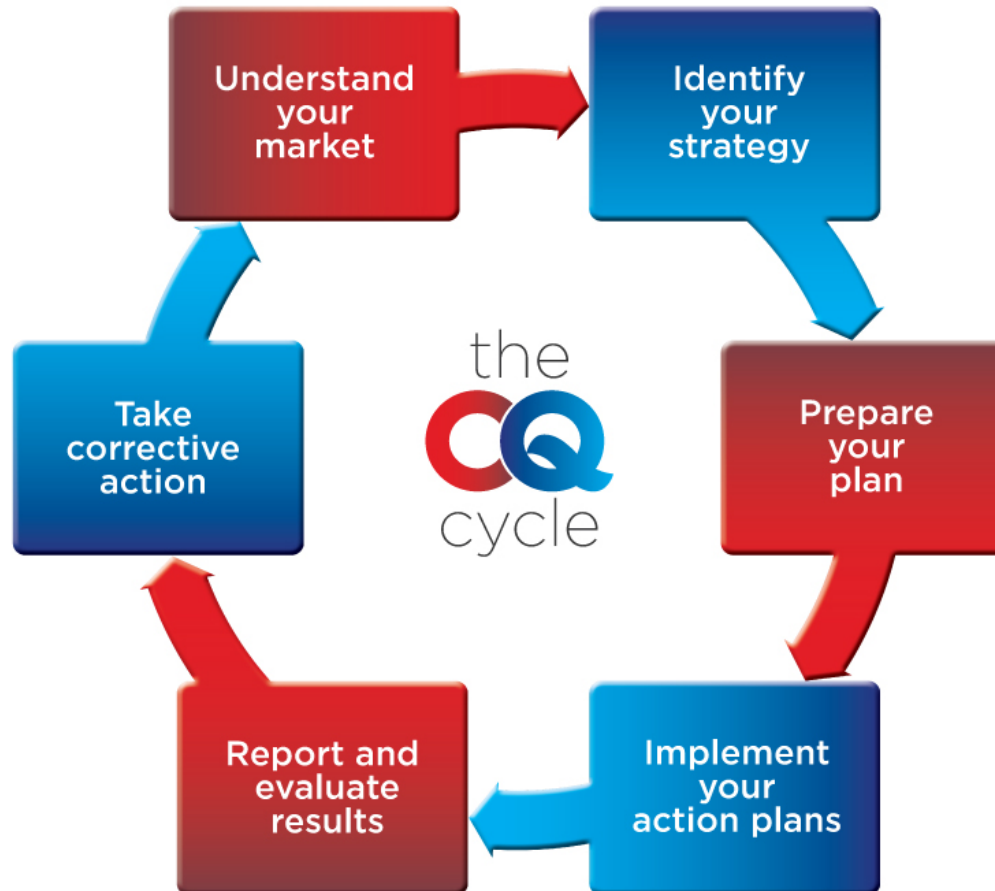 Understand
your
market
Identify
your
strategy
Prepare
your
plan
Implement
your
action plans
Report and
evaluate
results
Take
corrective
action
the
CQ
cycle